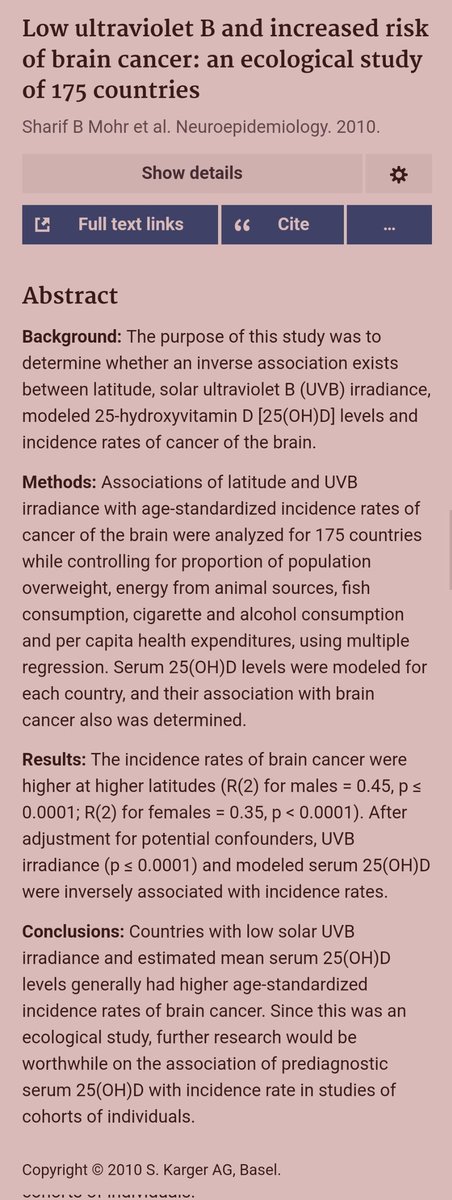 Low ultraviolet B and increased risk
of brain cancer: an ecological study
of 175 countries
Sharif B Mohr et al. Neuroepidemiology. 2010.
Show details
Full text links
Cite
...
Abstract
Background: The purpose of this study was to
determine whether an inverse association exists
between latitude, solar ultraviolet B (UVB) irradiance,
modeled 25-hydroxyvitamin D [25(OH)D] levels and
incidence rates of cancer of the brain.
Methods: Associations of latitude and UVB
irradiance with age-standardized incidence rates of
cancer of the brain were analyzed for 175 countries
while controlling for proportion of population
overweight, energy from animal sources, fish
consumption, cigarette and alcohol consumption
and per capita health expenditures, using multiple
regression. Serum 25(OH)D levels were modeled for
each country, and their association with brain
cancer also was determined.
Results: The incidence rates of brain cancer were
higher at higher latitudes (R(2) for males = 0.45, p ≤
0.0001; R(2) for females = 0.35, p < 0.0001). After
adjustment for potential confounders, UVB
irradiance (p ≤ 0.0001) and modeled serum 25(OH)D
were inversely associated with incidence rates.
Conclusions: Countries with low solar UVB
irradiance and estimated mean serum 25(OH)D
levels generally had higher age-standardized
incidence rates of brain cancer. Since this was an
ecological study, further research would be
worthwhile on the association of prediagnostic
serum 25(OH)D with incidence rate in studies of
cohorts of individuals.
Copyright © 2010 S. Karger AG, Basel.
cohorts of individuals.